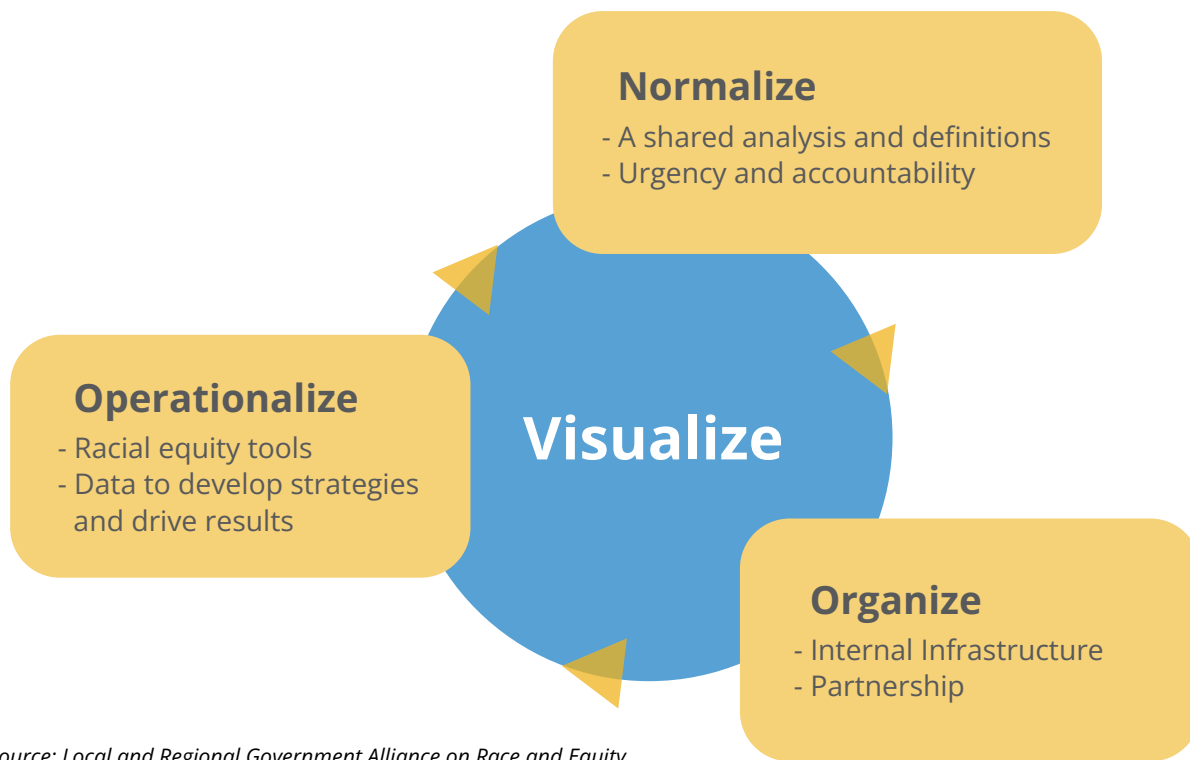 Normalize
- A shared analysis and definitions
- Urgency and accountability
Operationalize
- Racial equity tools
- Data to develop strategies
and drive results
Visualize
Organize
- Internal Infrastructure
- Partnership
ource: Local and Regional Government Alliance on Race and Equity